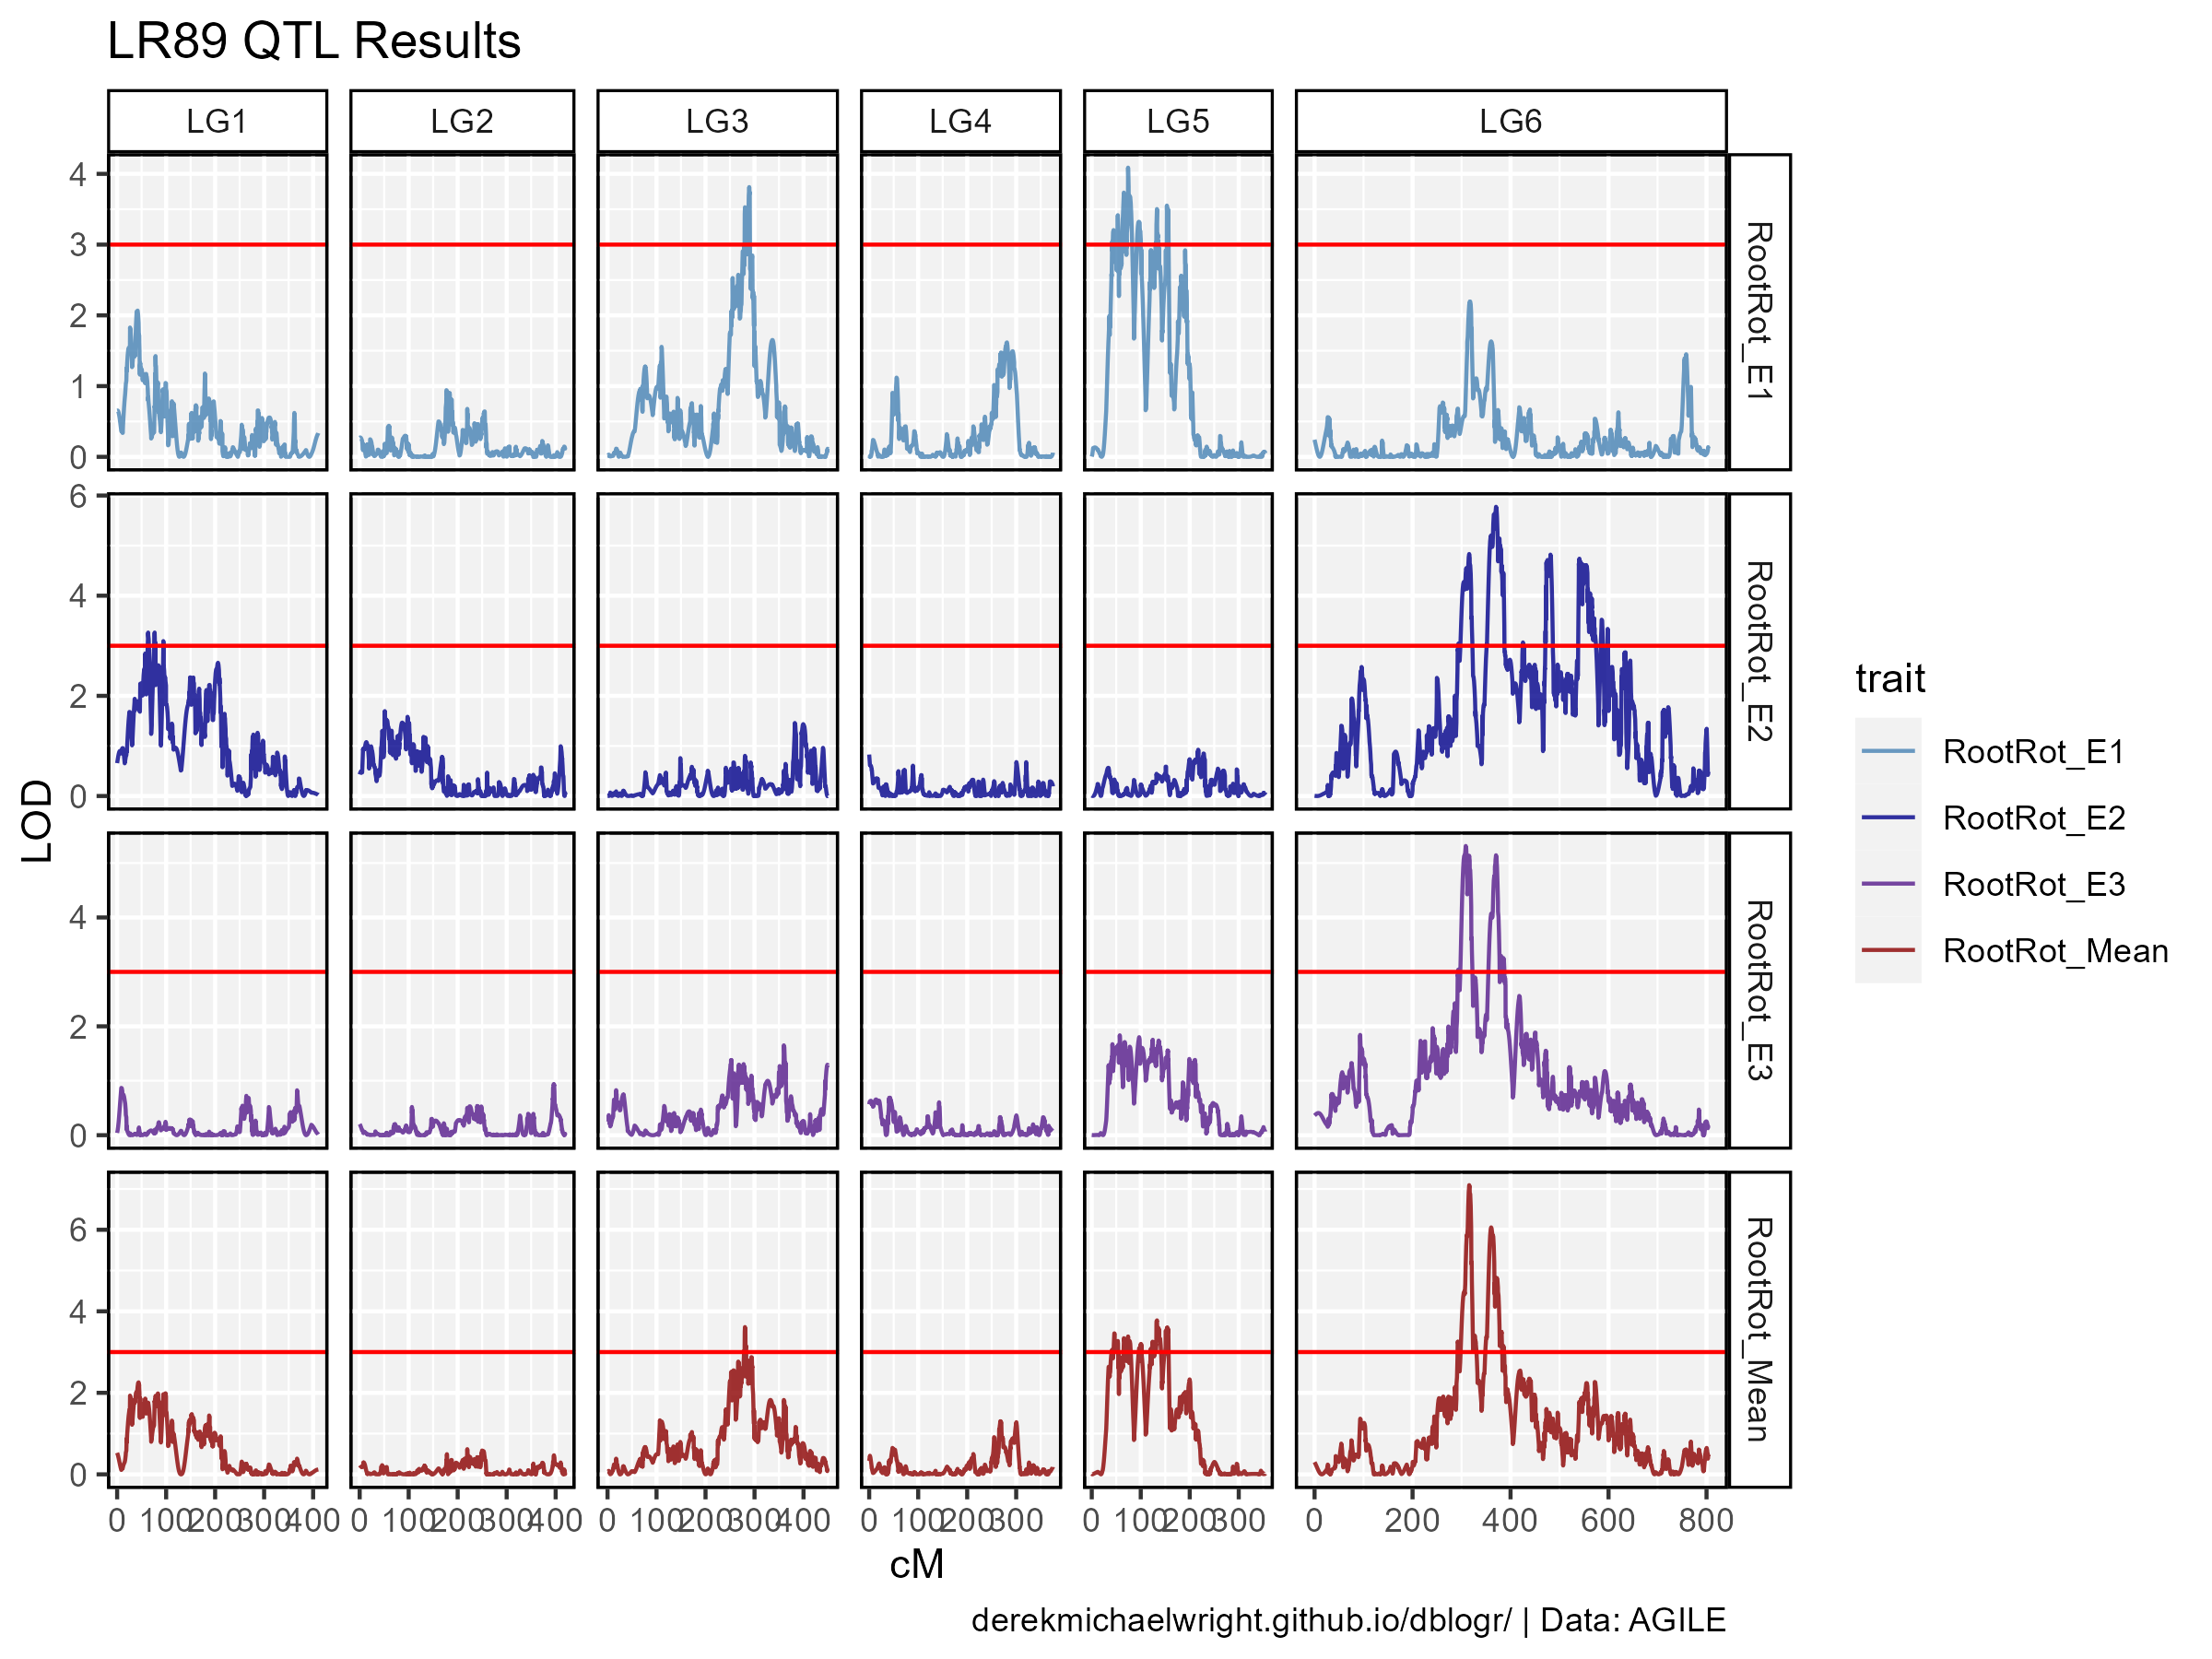 LR89 QTL Results
LG1 LG2 LG3 LG4 LG5 LG6
4
3
2
1
0
RootRot_E1
6
4
2
0
RootRot_E2
4
2
0
RootRot_E3
6
4
2
0
RootRot_Mean
LOD
0 100 200 300 400 0 100 200 300 400 0 100 200 300 400 0 100 200 300 0 100 200 300 0 200 400 600 800
cM
trait
RootRot_E1
RootRot_E2
RootRot_E3
RootRot_Mean
derekmichaelwright.github.io/dblogr/ | Data: AGILE